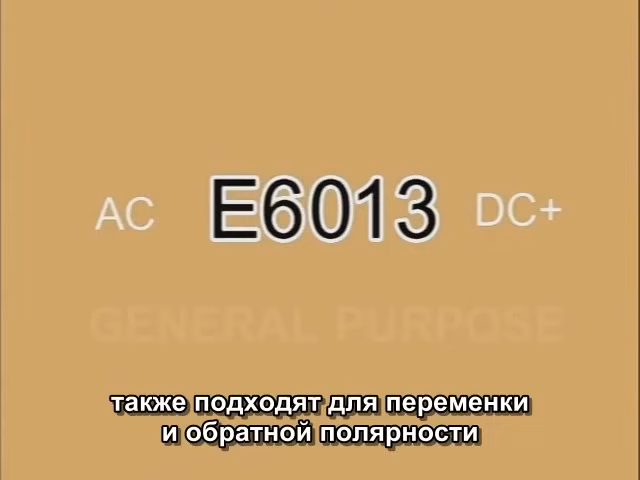 AC E6013 DC+
GENERAL PURPOSE
также подходят для переменки
и обратной полярности